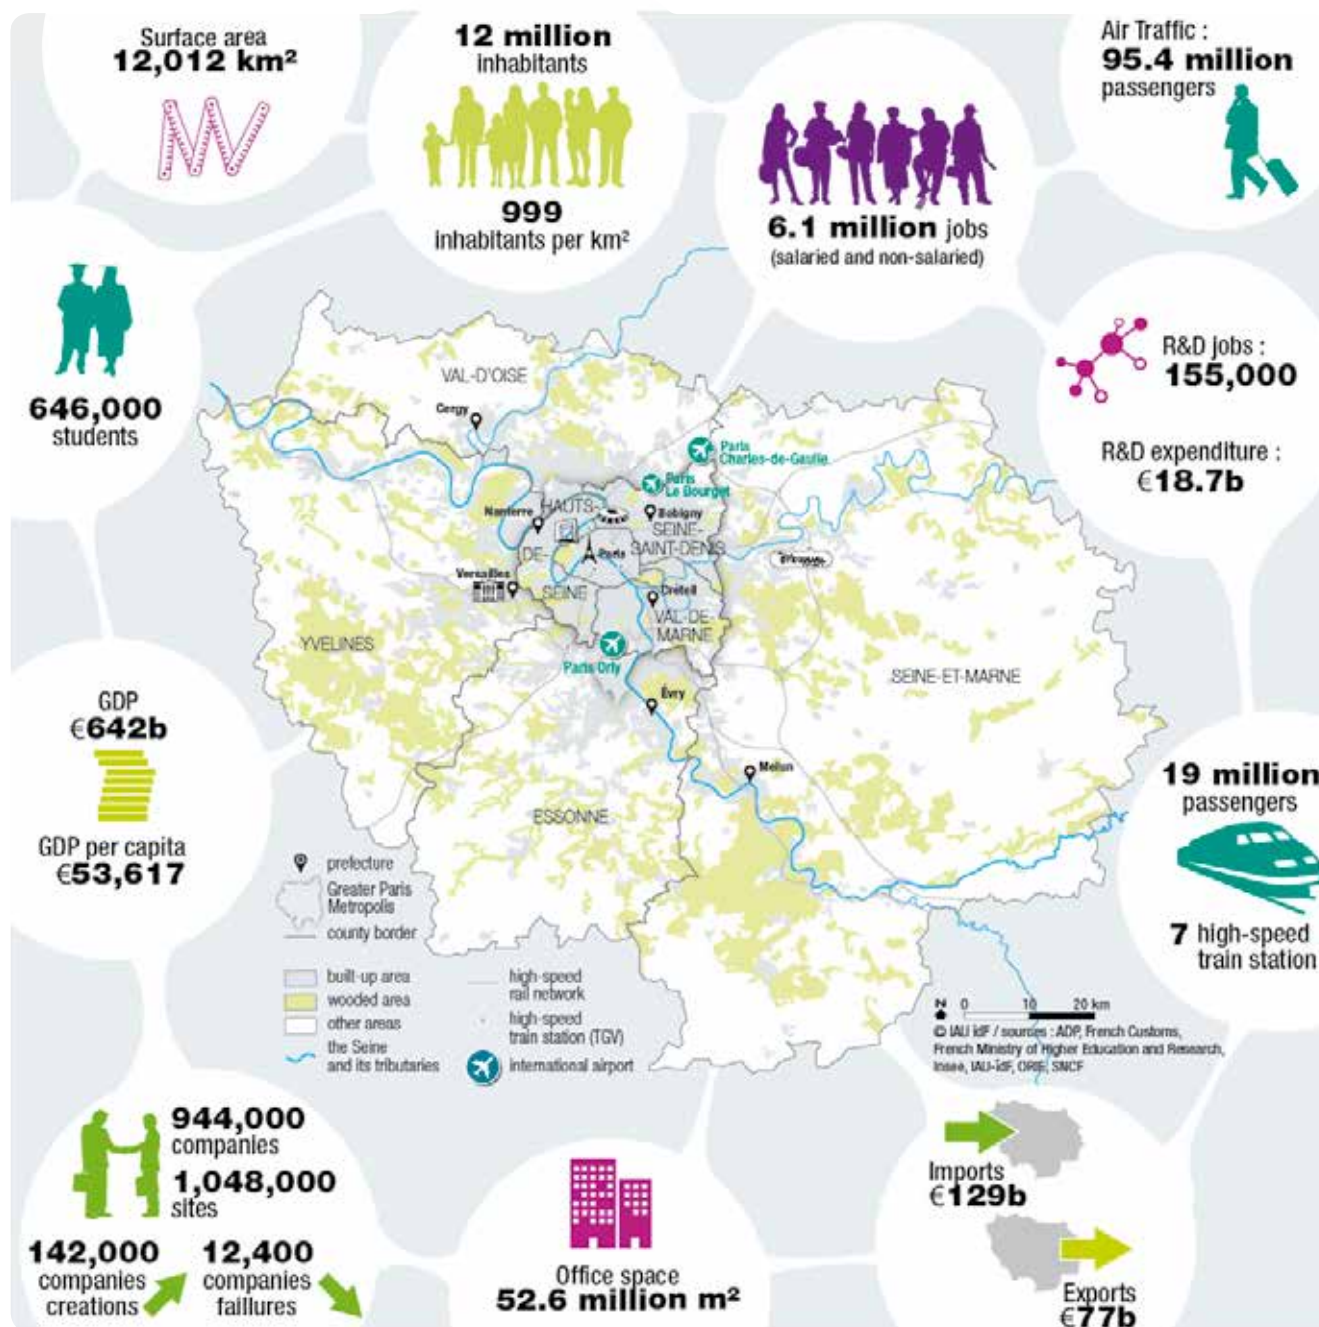 Surface area
12,012 km²
12 million
inhabitants
999
inhabitants per km²
6.1 million jobs
(salaried and non-salaried)
Air Traffic :
95.4 million
passengers
646,000
students
R&D jobs :
155,000
R&D expenditure :
€18.7b
GDP
€642b
GDP per capita
€53,617
19 million
passengers
7 high-speed
train station
VAL-D'OISE
Cergy
Paris
Charles-de-Gaulle
Paris
Le Bourget
Nanterre
HAUTS-
DE-
SEINE
Bobigny
SEINE-
SAINT-DENIS
Paris
Versailles
Créteil
VAL-DE
MARNE
YVELINES
Paris Orly
SEINE-ET-MARNE
Évry
Melun
ESSONNE
prefecture
Greater Paris
Metropolis
county border
built-up area
wooded area
other areas
the Seine
and its tributaries
high-speed
rail network
high-speed
train station (TGV)
international airport
N 0 10 20 km
© IAU îdF / sources : ADP, French Customs,
French Ministry of Higher Education and Research,
Insee, IAU-îdF, ORIE, SNCF
944,000
companies
1,048,000
sites
142,000
companies
creations
12,400
companies
faillures
Office space
52.6 million m²
Imports
€129b
Exports
€77b